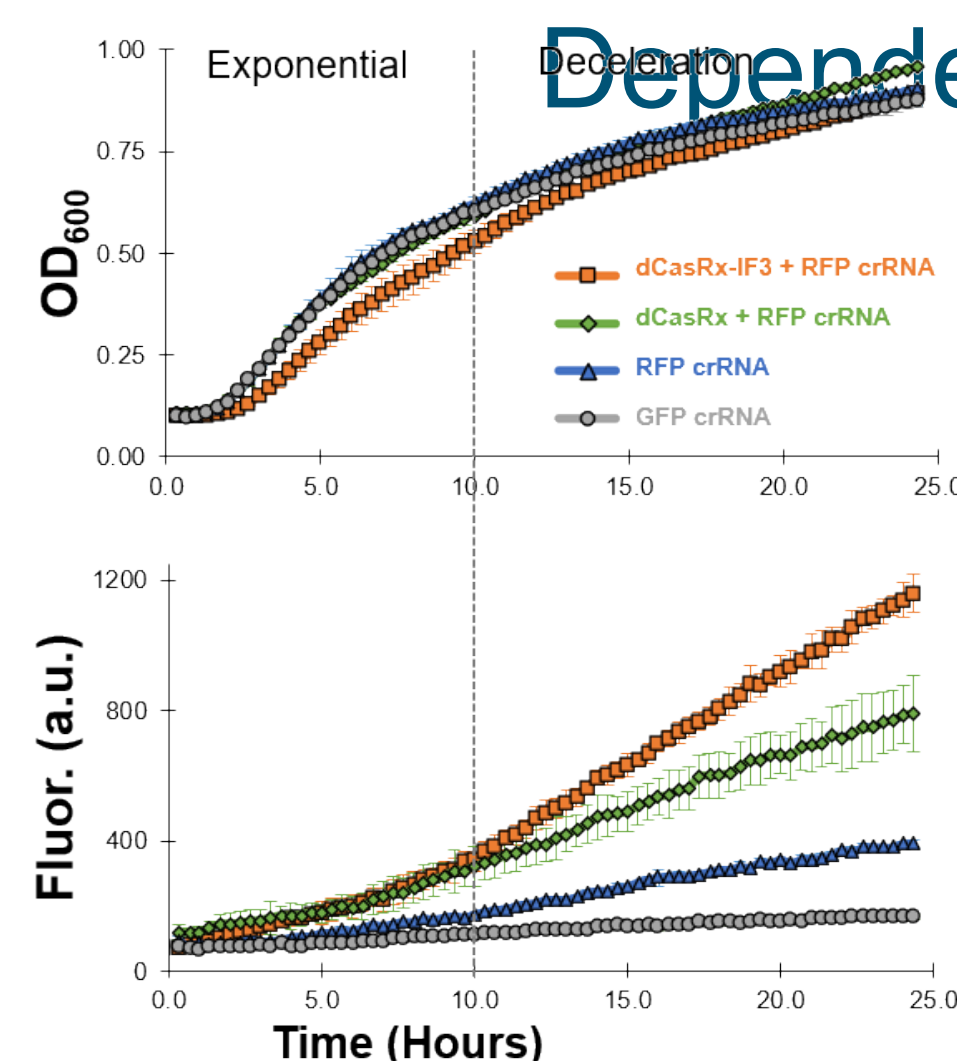 Depende
Exponential
Deceleration
OD600
1.00
0.75
0.50
0.25
0.00
0.0 5.0 10.0 15.0 20.0 25.0
dCasRx-IF3 + RFP crRNA
dCasRx + RFP crRNA
RFP crRNA
GFP crRNA
Fluor. (a.u.)
1200
800
400
0
0.0 5.0 10.0 15.0 20.0 25.0
Time (Hours)